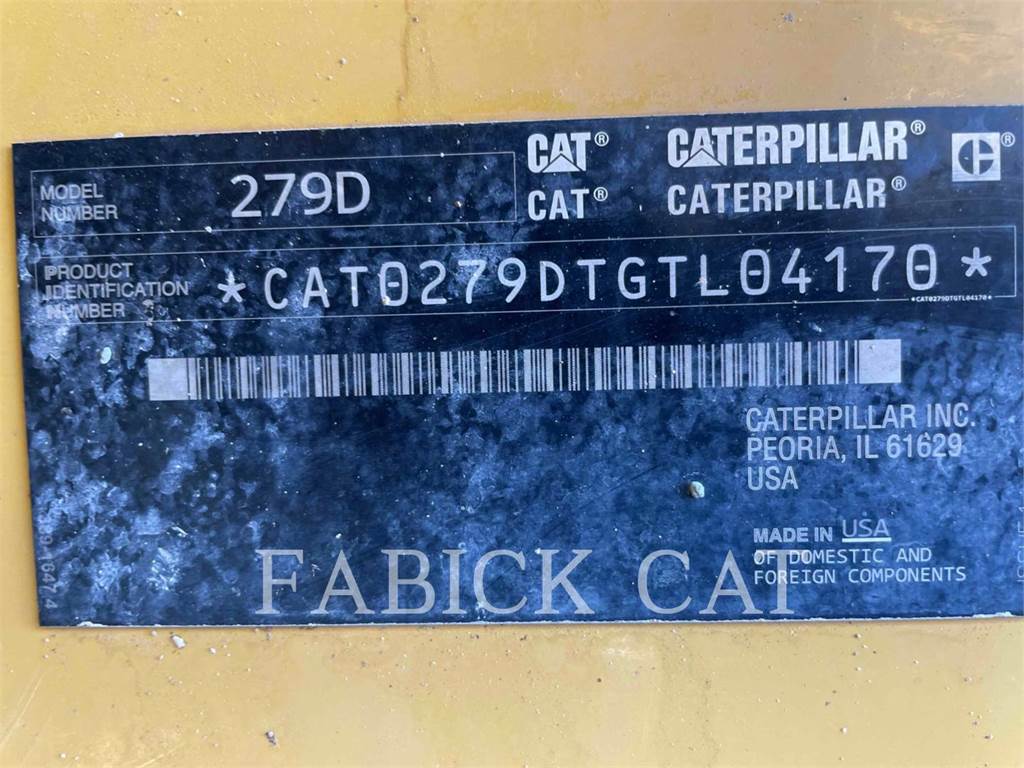 MODEL
NUMBER
279D
CAT®
CATERPILLAR®
CAT®
CATERPILLAR®
PRODUCT
IDENTIFICATION
NUMBER
*CAT0279DTGTL04170*
*CAT0279DTGTL04170*
CATERPILLAR INC.
PEORIA, IL 61629
USA
MADE IN USA
OF DOMESTIC AND
FOREIGN COMPONENTS
FABICK CAT